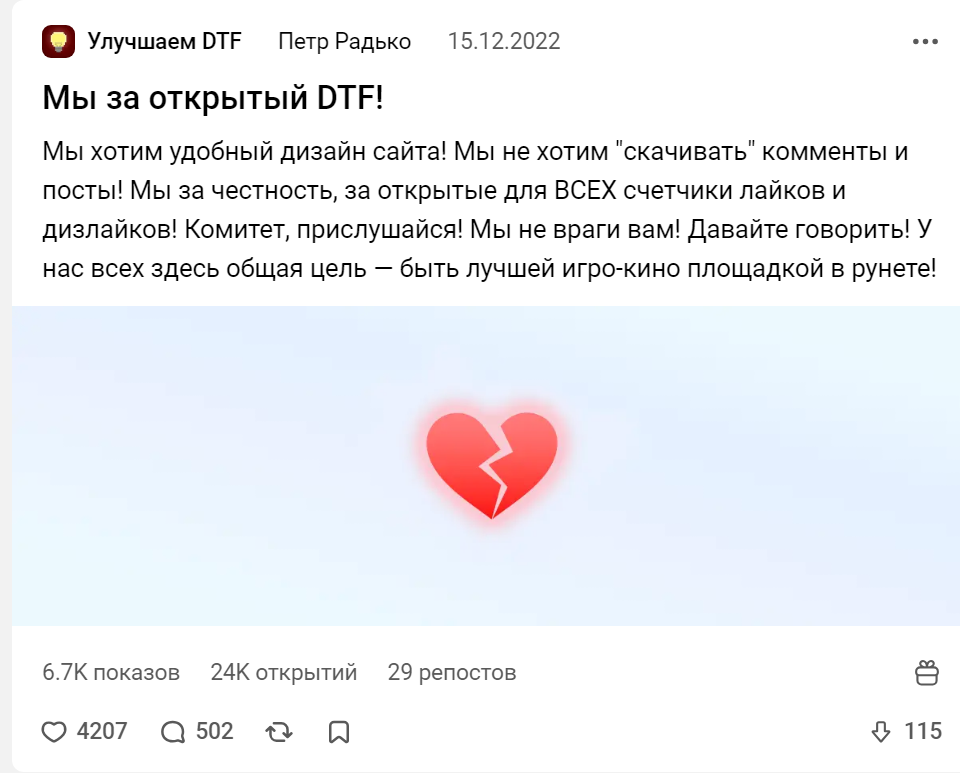 Улучшаем DTF Петр Радько 15.12.2022
Мы за открытый DTF!
Мы хотим удобный дизайн сайта! Мы не хотим "скачивать" комменты и
посты! Мы за честность, за открытые для ВСЕХ счетчики лайков и
дизлайков! Комитет, прислушайся! Мы не враги вам! Давайте говорить! У
нас всех здесь общая цель — быть лучшей игро-кино площадкой в рунете!
6.7K показов 24K открытий 29 репостов
4207 502 115